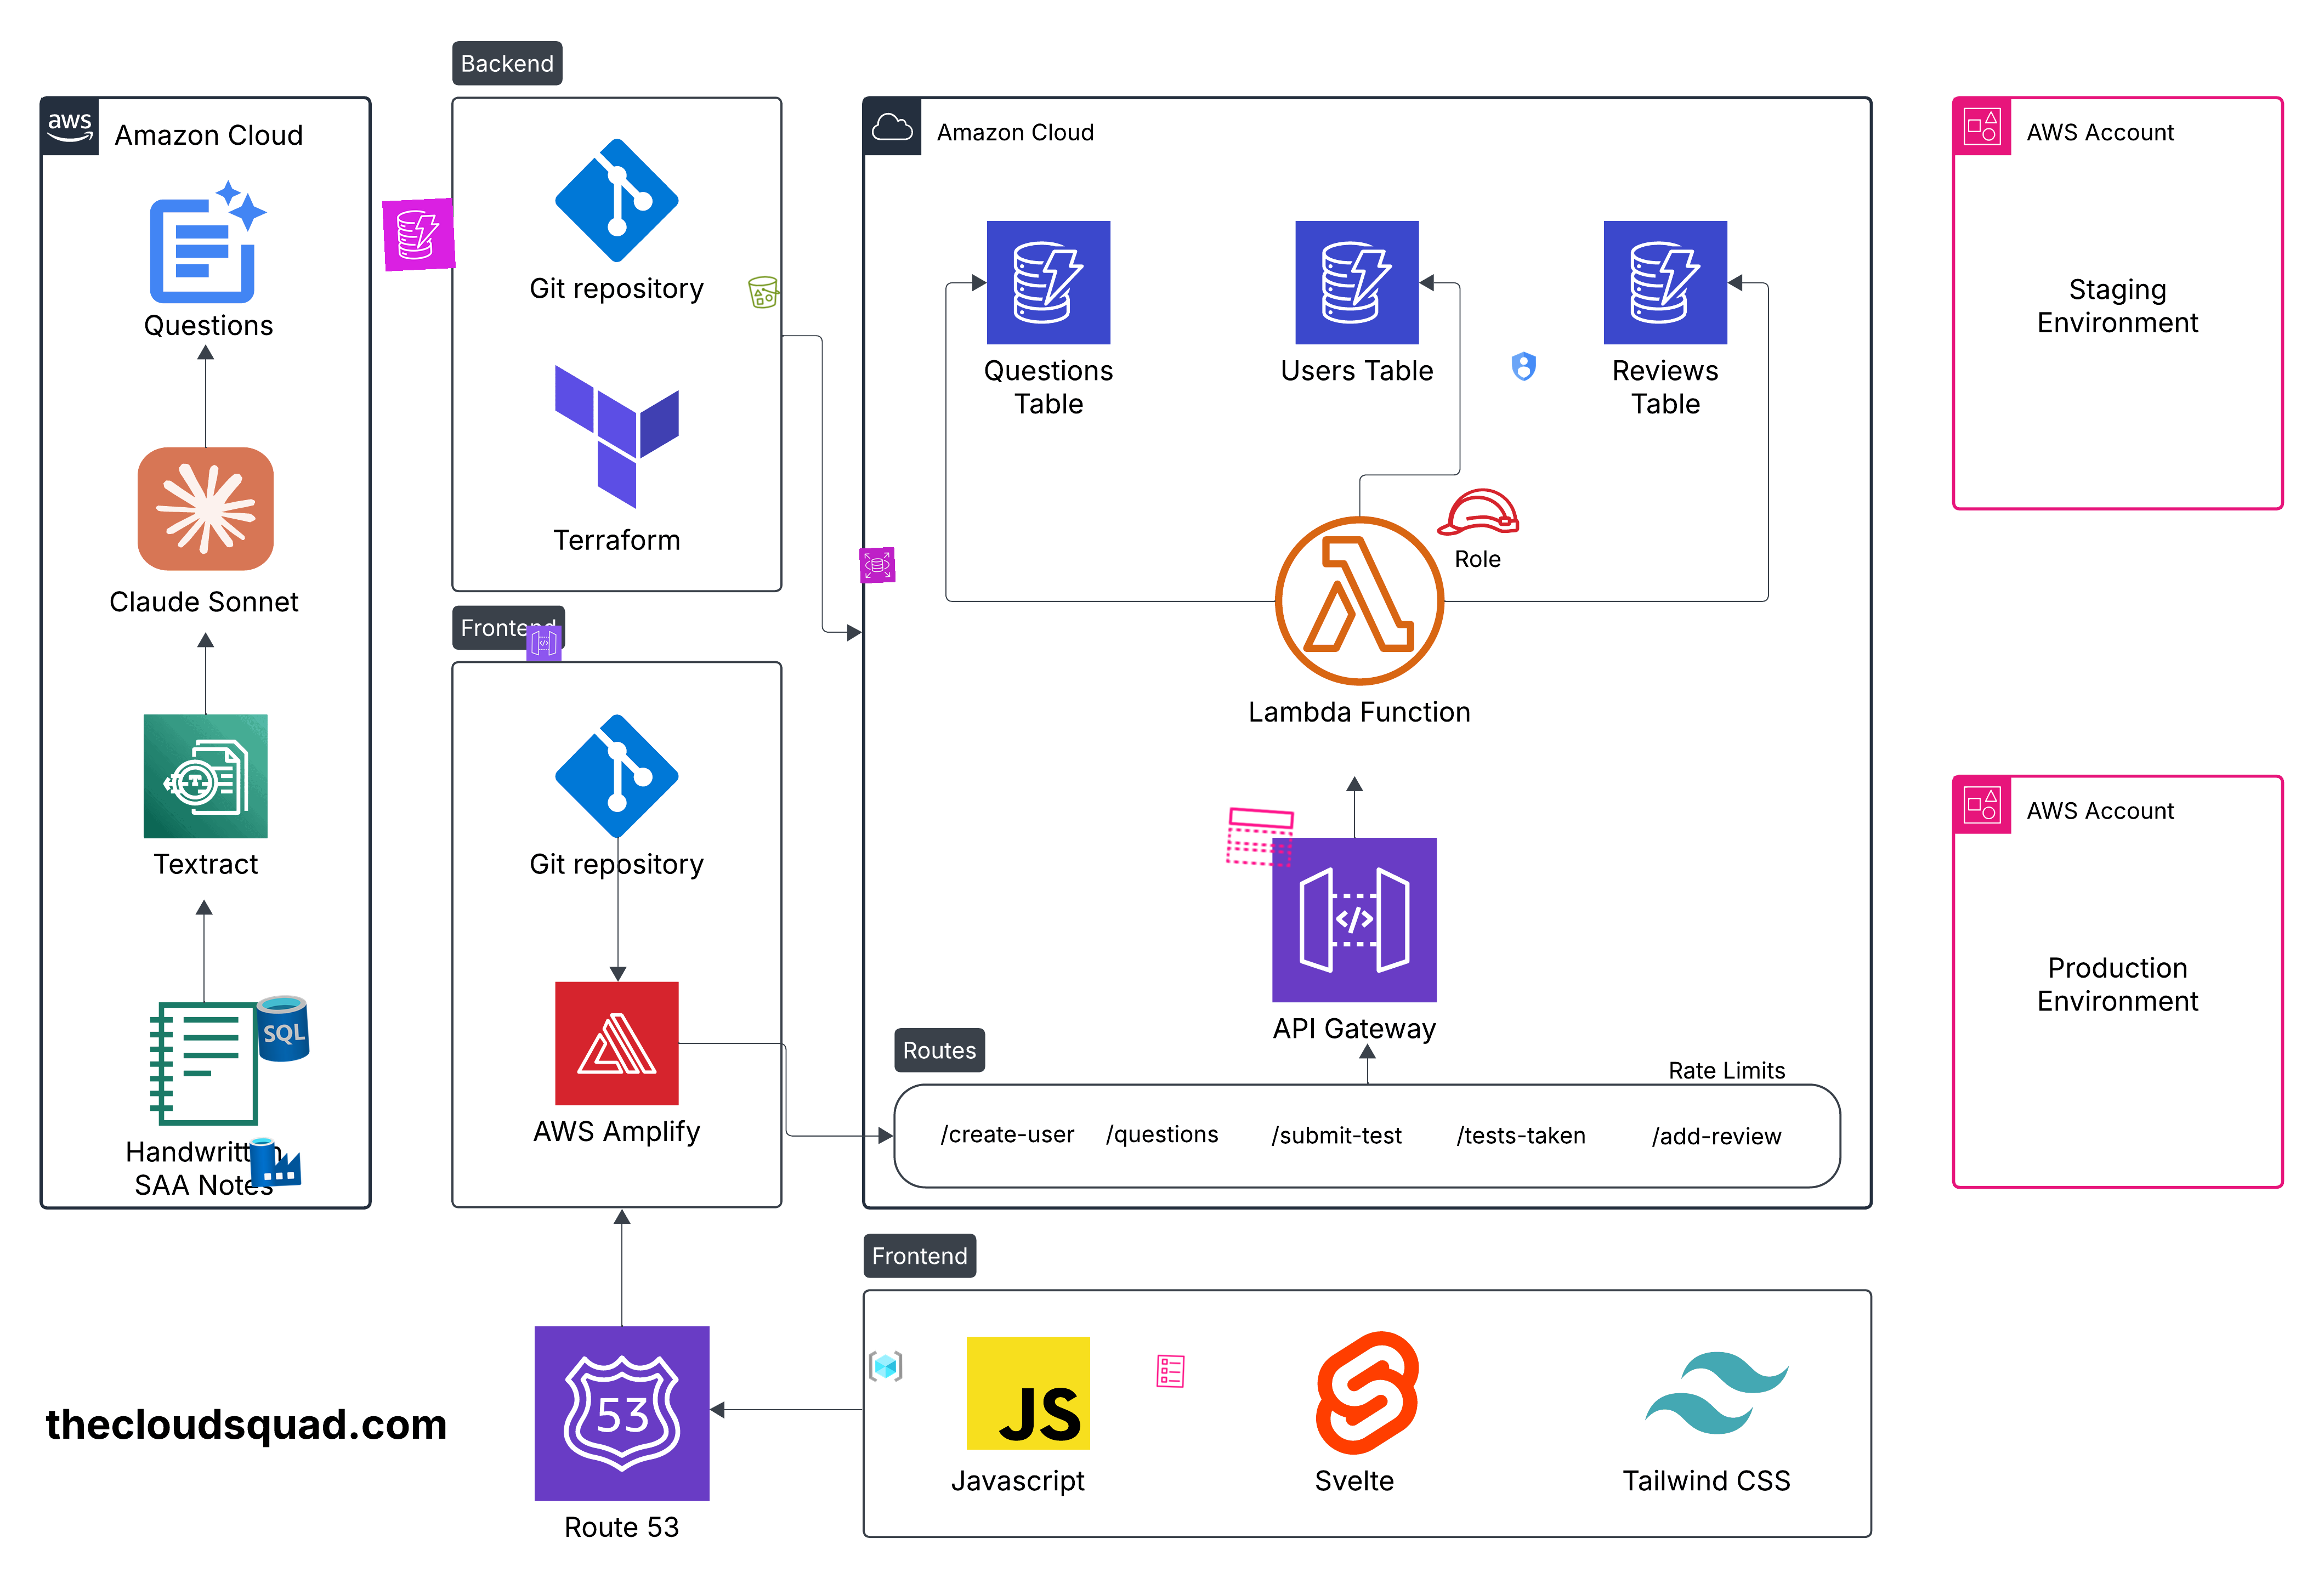 Backend
aws
Amazon Cloud
Questions
Claude Sonnet
Textract
SQL
Handwritten
SAA Notes
Git repository
Terraform
Frontend
Git repository
AWS Amplify
Amazon Cloud
Questions
Table
Users Table
Reviews
Table
Role
Lambda Function
API Gateway
Routes
Rate Limits
/create-user
/questions
/submit-test
/tests-taken
/add-review
AWS Account
Staging
Environment
AWS Account
Production
Environment
Frontend
JS
Javascript
Svelte
Tailwind CSS
53
Route 53
thecloudsquad.com